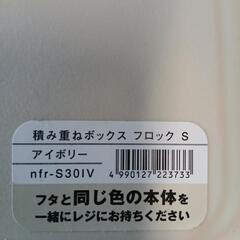 積み重ねボックス フロック S
アイボリー
nfr-S30IV
4 990127 223733
フタと同じ色の本体を
一緒にレジにお持ちください